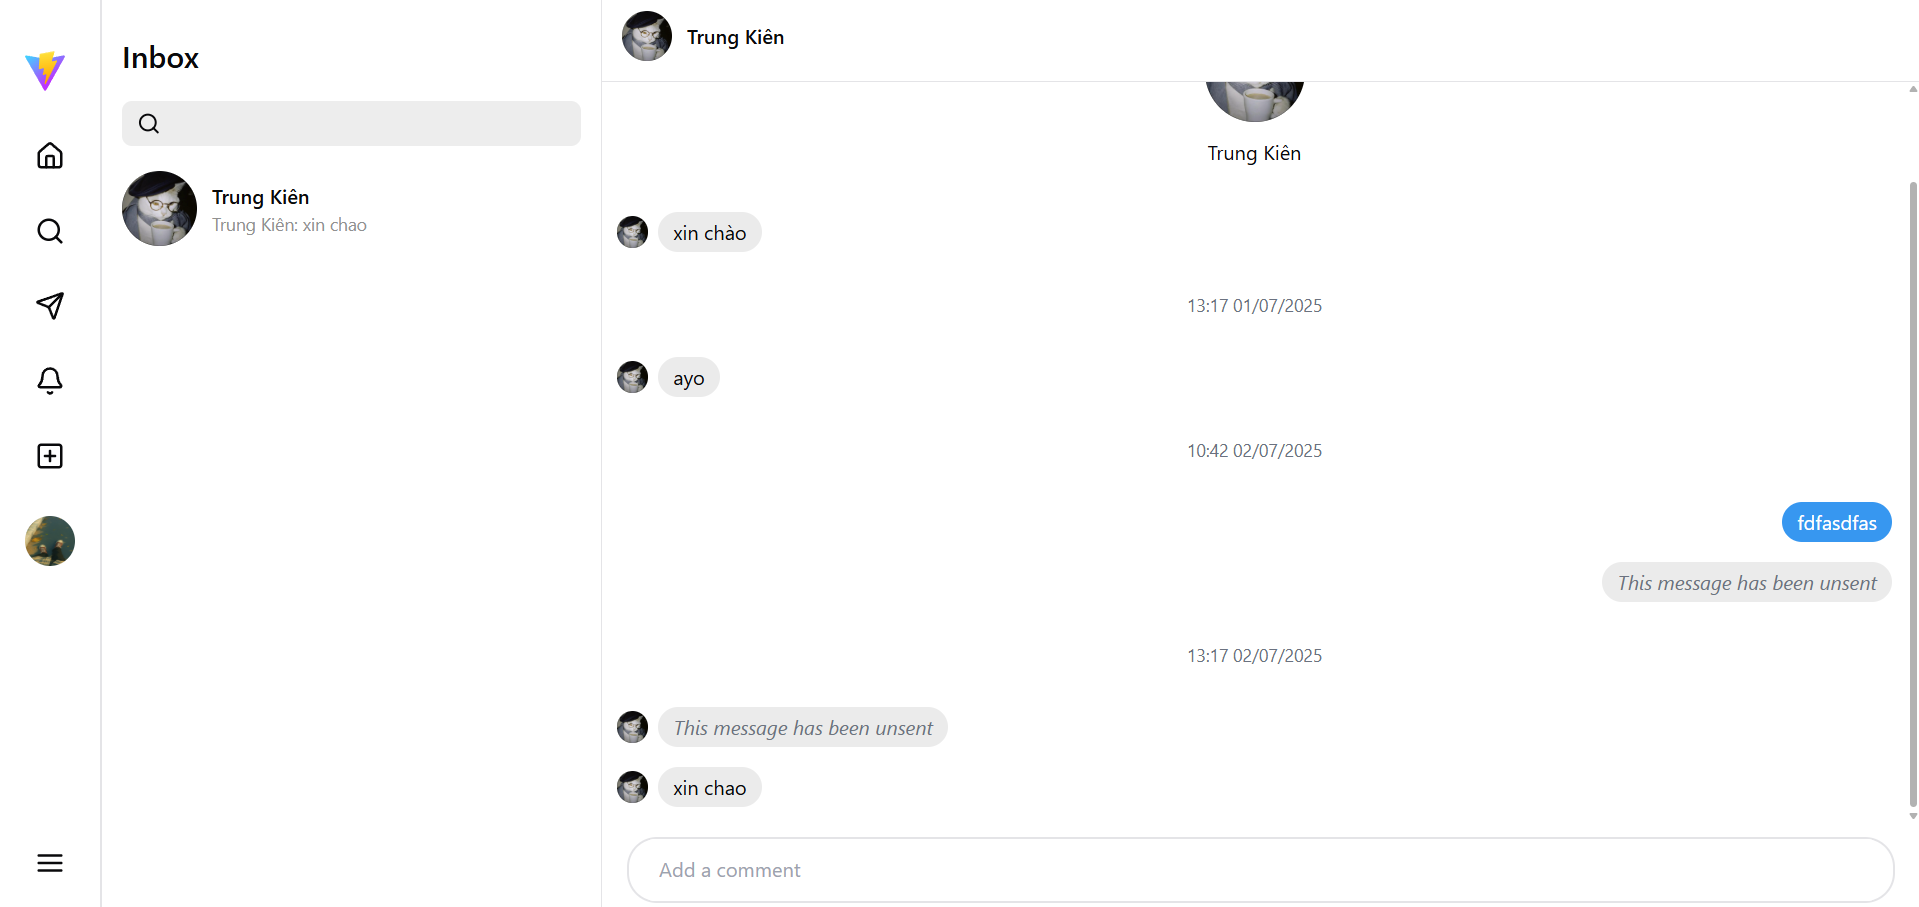 Inbox
Trung Kiên
Trung Kiên: xin chao
Trung Kiên
Trung Kiên
xin chào
13:17 01/07/2025
ayo
10:42 02/07/2025
fdfasdfas
This message has been unsent
13:17 02/07/2025
This message has been unsent
xin chao
Add a comment